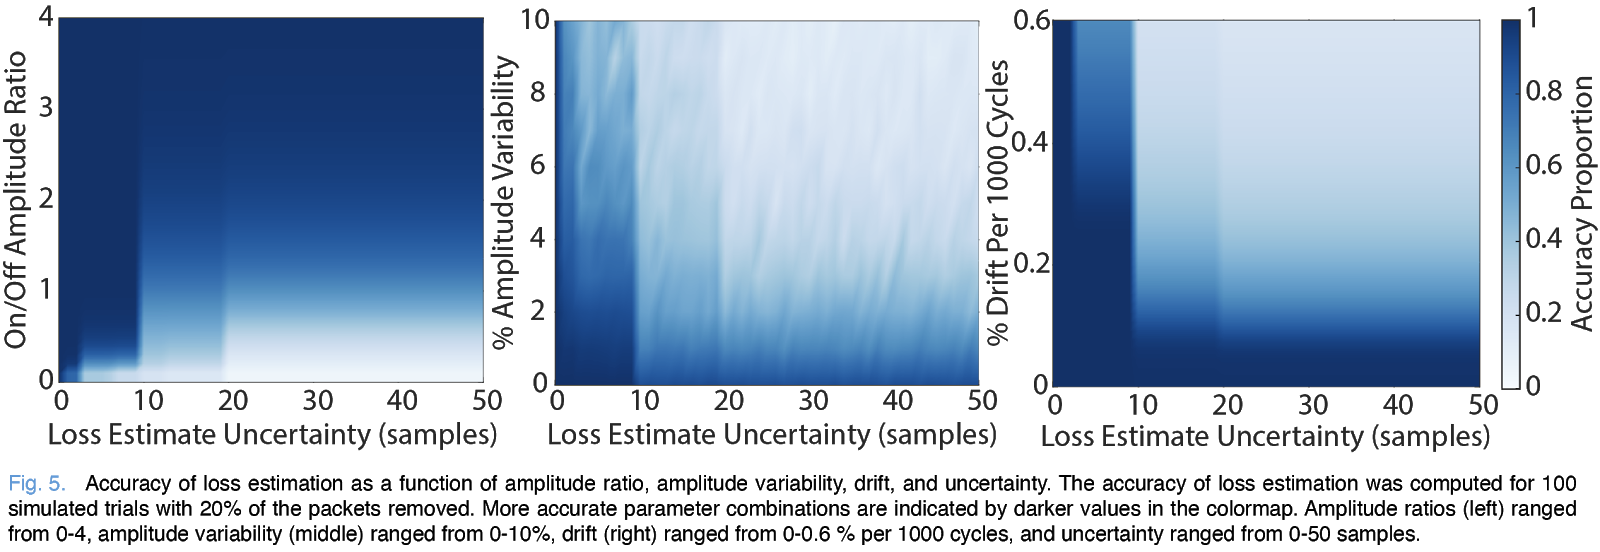 On/Off Amplitude Ratio
4
3
2
1
0
0 10 20 30 40 50
Loss Estimate Uncertainty (samples)
% Amplitude Variability
10
8
6
4
2
0
0 10 20 30 40 50
Loss Estimate Uncertainty (samples)
% Drift Per 1000 Cycles
0.6
0.4
0.2
0
0 10 20 30 40 50
Loss Estimate Uncertainty (samples)
1
0.8
0.6
0.4
0.2
0
Accuracy Proportion
Fig. 5. Accuracy of loss estimation as a function of amplitude ratio, amplitude variability, drift, and uncertainty. The accuracy of loss estimation was computed for 100
simulated trials with 20% of the packets removed. More accurate parameter combinations are indicated by darker values in the colormap. Amplitude ratios (left) ranged
from 0-4, amplitude variability (middle) ranged from 0-10%, drift (right) ranged from 0-0.6 % per 1000 cycles, and uncertainty ranged from 0-50 samples.